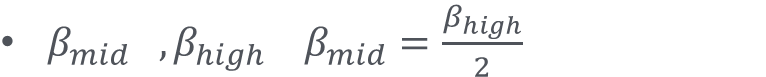 • β_mid , β_high β_mid = β_high / 2